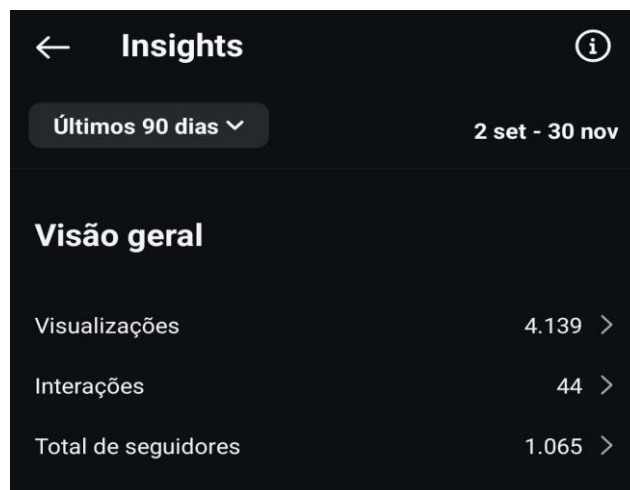 Insights
Últimos 90 dias
2 set - 30 nov
Visão geral
Visualizações 4.139
Interações 44
Total de seguidores 1.065